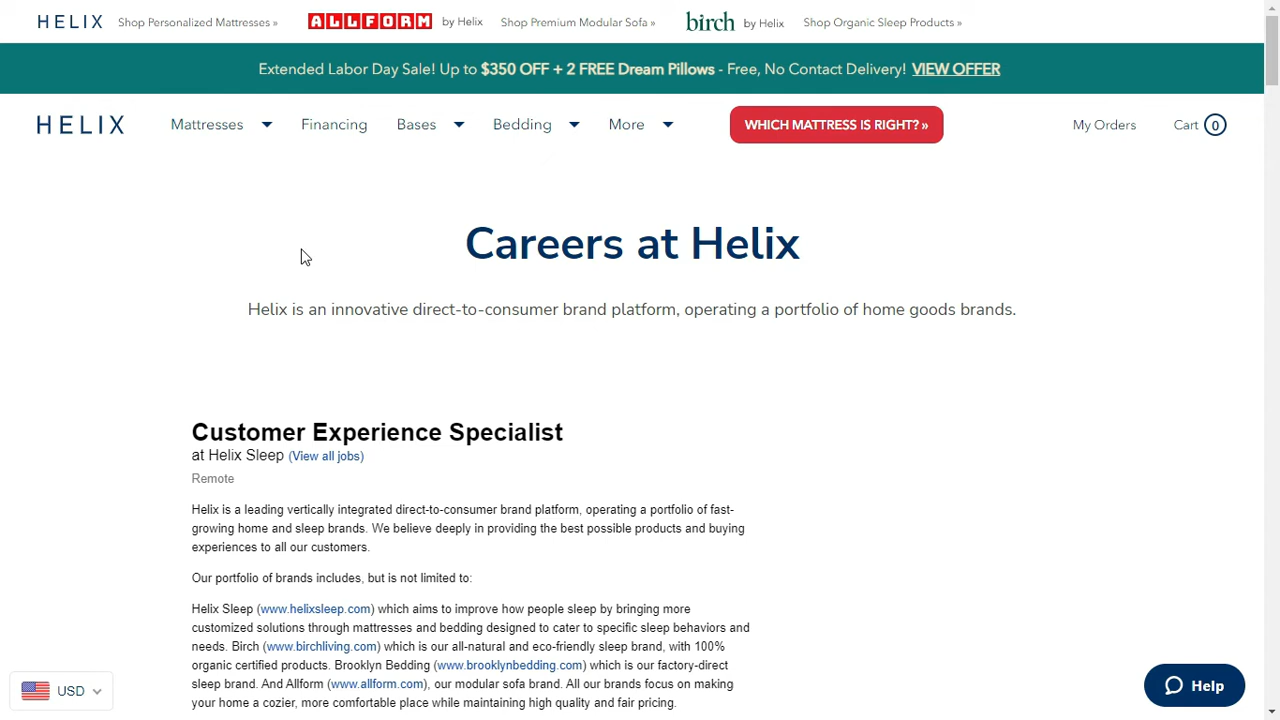 HELIX Shop Personalized Mattresses » ALLFORM by Helix Shop Premium Modular Sofa » birch by Helix Shop Organic Sleep Products »
Extended Labor Day Sale! Up to $350 OFF + 2 FREE Dream Pillows - Free, No Contact Delivery! VIEW OFFER
HELIX Mattresses Financing Bases Bedding More WHICH MATTRESS IS RIGHT? » My Orders Cart 0
Careers at Helix
Helix is an innovative direct-to-consumer brand platform, operating a portfolio of home goods brands.
Customer Experience Specialist
at Helix Sleep (View all jobs)
Remote
Helix is a leading vertically integrated direct-to-consumer brand platform, operating a portfolio of fast-
growing home and sleep brands. We believe deeply in providing the best possible products and buying
experiences to all our customers.
Our portfolio of brands includes, but is not limited to:
Helix Sleep (www.helixsleep.com) which aims to improve how people sleep by bringing more
customized solutions through mattresses and bedding designed to cater to specific sleep behaviors and
needs. Birch (www.birchliving.com) which is our all-natural and eco-friendly sleep brand, with 100%
organic certified products. Brooklyn Bedding (www.brooklynbedding.com) which is our factory-direct
sleep brand. And Allform (www.allform.com), our modular sofa brand. All our brands focus on making
your home a cozier, more comfortable place while maintaining high quality and fair pricing.
USD
Help